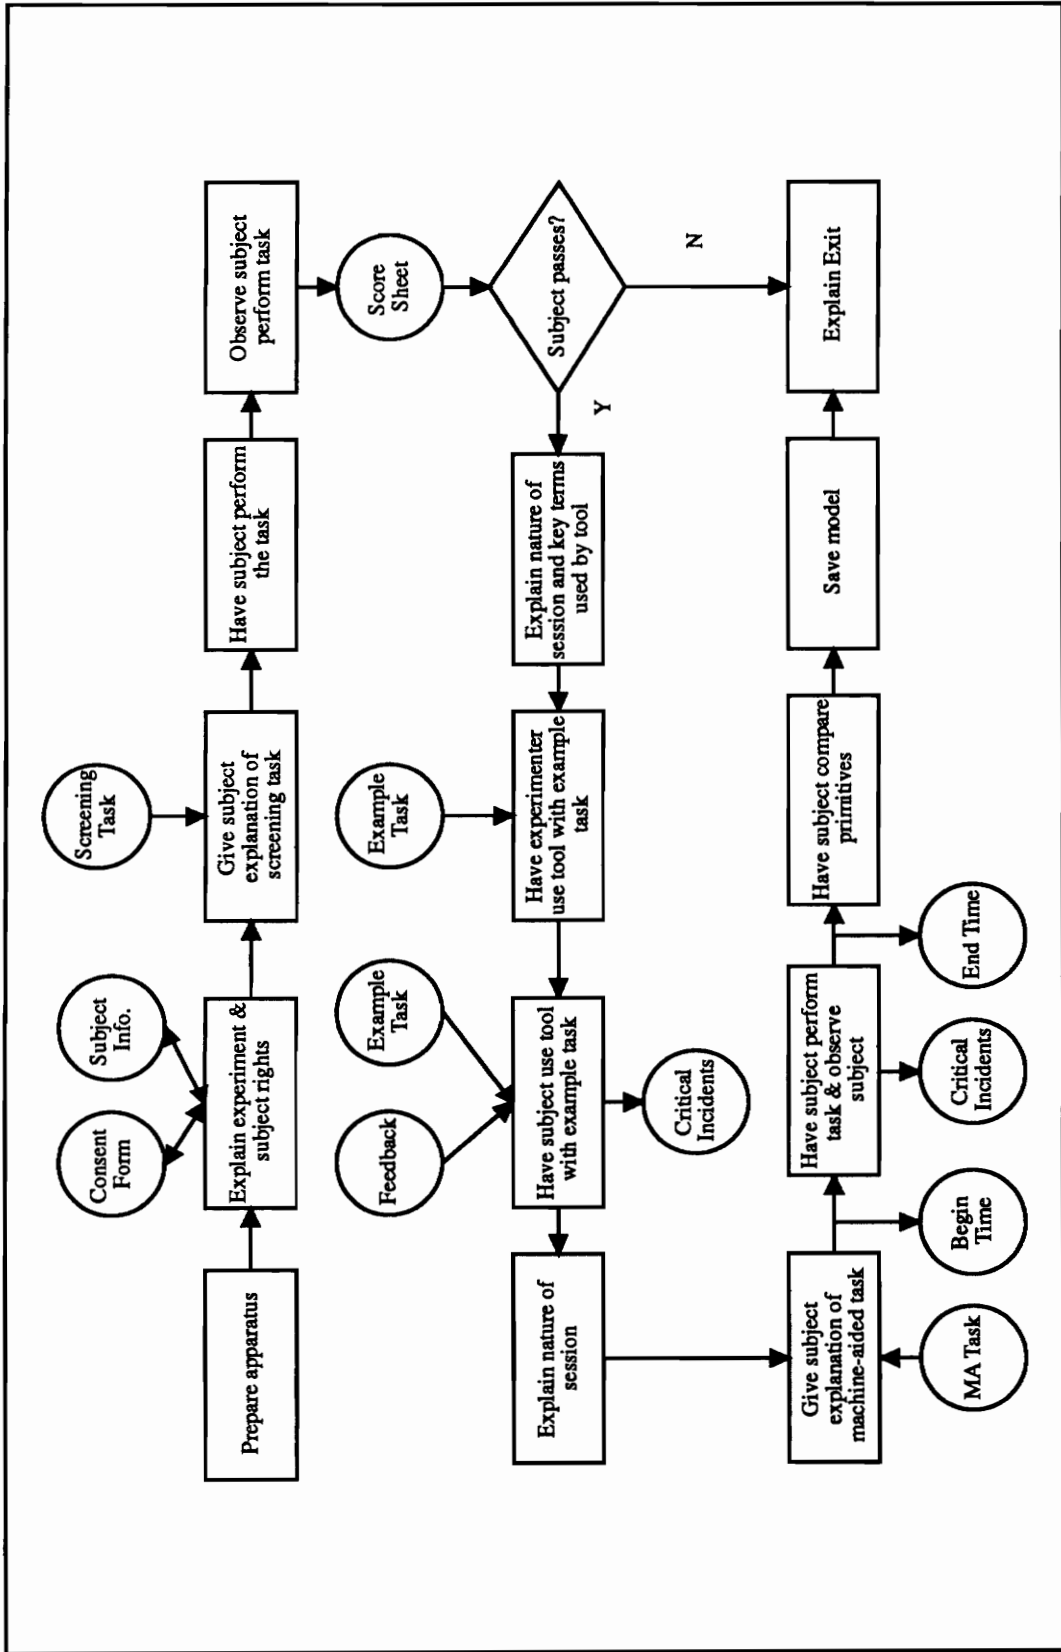 Consent
Form
Subject
Info.
Screening
Task
Prepare apparatus
Explain experiment &
subject rights
Give subject
explanation of
screening task
Have subject perform
the task
Observe subject
perform task
Feedback
Example
Task
Example
Task
Score
Sheet
Explain nature of
session
Have subject use tool
with example task
Have experimenter
use tool with example
task
Explain nature of
session and key terms
used by tool
Subject passes?
Y
Critical
Incidents
N
Give subject
explanation of
machine-aided task
Have subject perform
task & observe
subject
Have subject compare
primitives
Save model
Explain Exit
MA Task
Begin
Time
Critical
Incidents
End Time